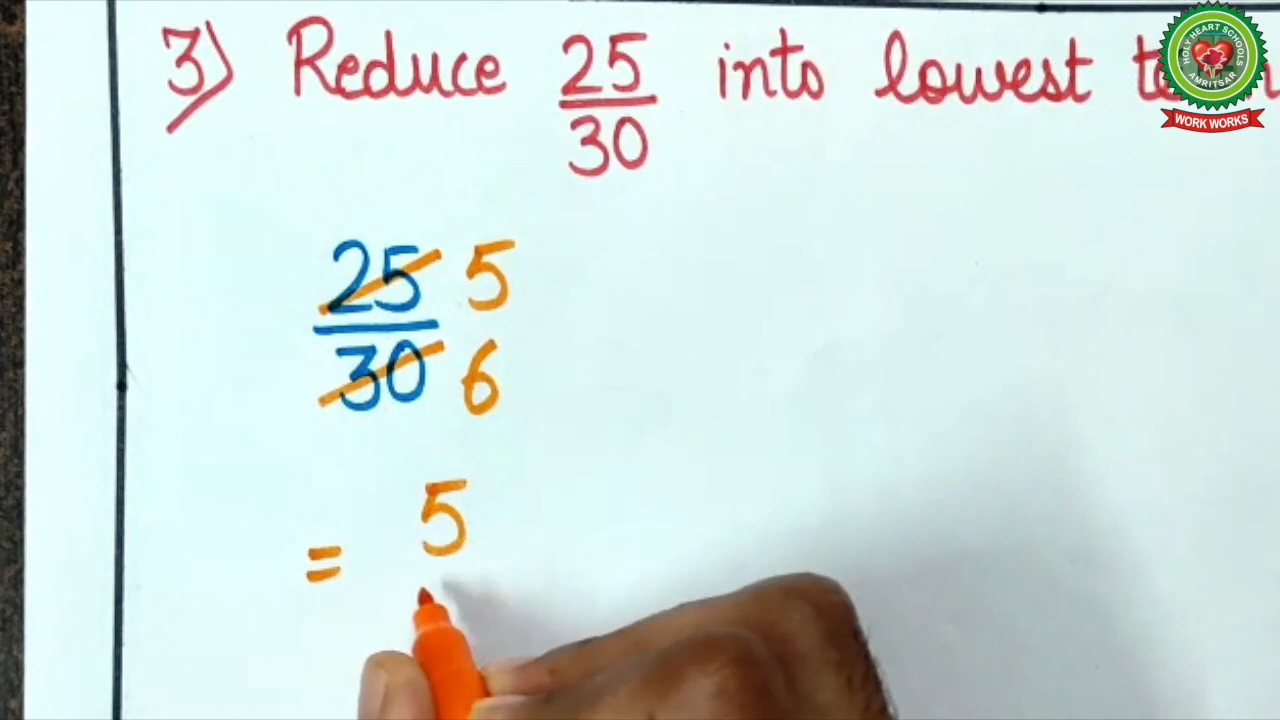 3) Reduce 25/30 into lowest
HOLY HEART SCHOOLS
AMRITSAR
WORK WORKS
25 5
30 6
= 5